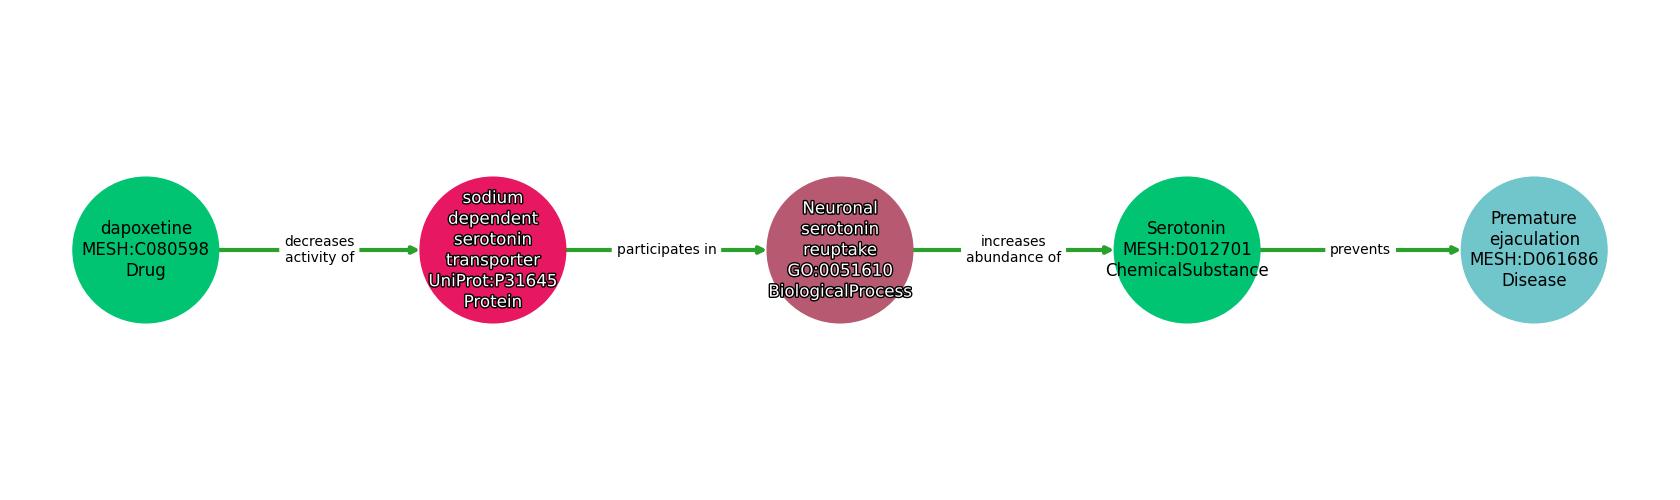 dapoxetine
MESH:C080598
Drug
decreases
activity of
sodium
dependent
serotonin
transporter
UniProt:P31645
Protein
participates in
Neuronal
serotonin
reuptake
GO:0051610
BiologicalProcess
increases
abundance of
Serotonin
MESH:D012701
ChemicalSubstance
prevents
Premature
ejaculation
MESH:D061686
Disease